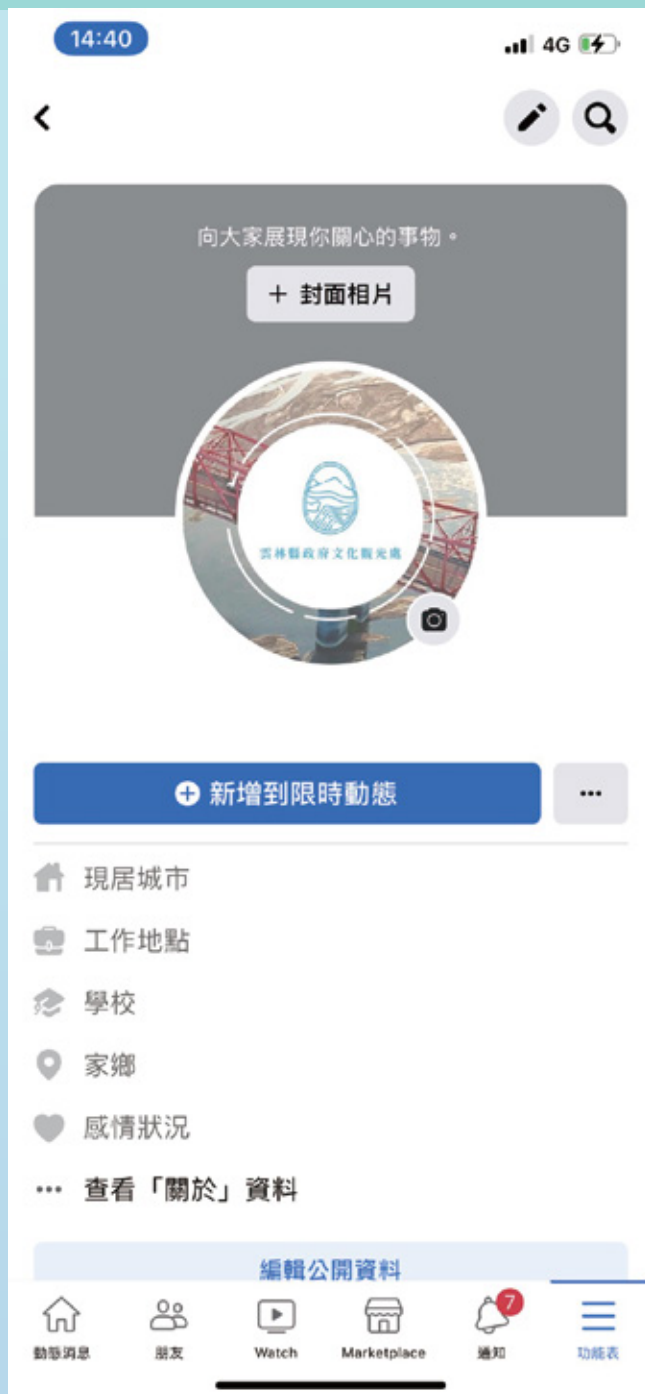 14:40
4G
向大家展現你關心的事物。
+ 封面相片
雲林縣政府文化觀光處
新增到限時動態
現居城市
工作地點
學校
家鄉
感情狀況
查看「關於」資料
編輯公開資料
7
動態消息 朋友 Watch Marketplace 通知 功能表